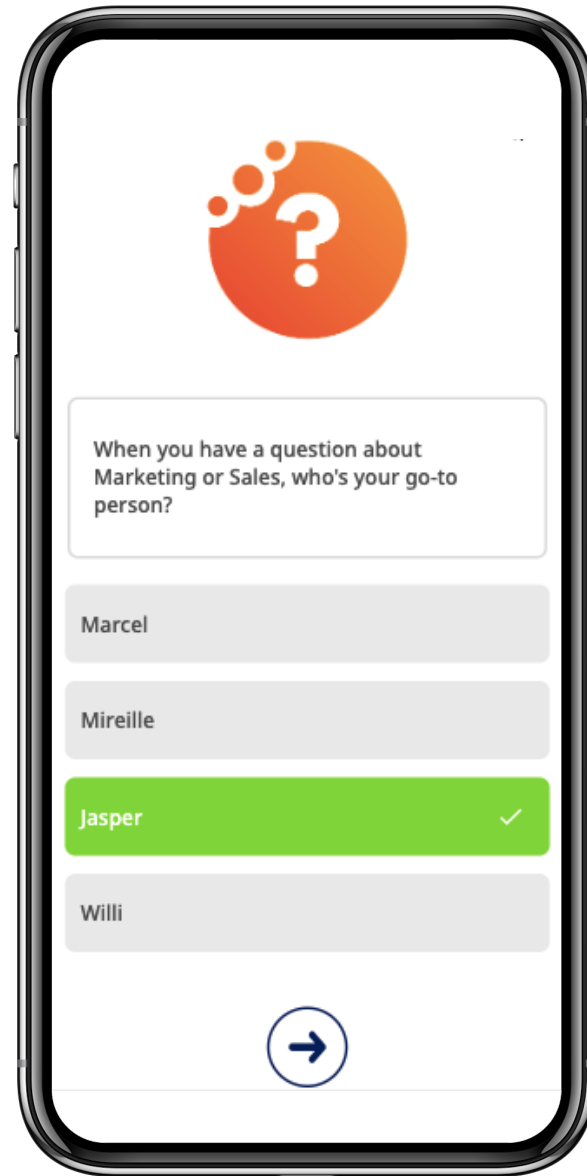 ?
When you have a question about
Marketing or Sales, who's your go-to
person?
Marcel
Mireille
Jasper
Willi